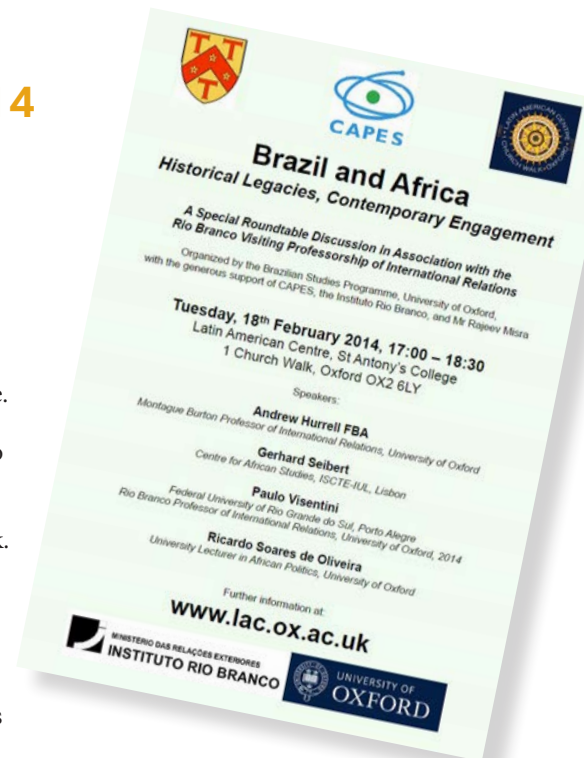 4
e.
k.
s
T T
T
CAPES
LATIN AMERICAN CENTRE
CHURCH WALK OXFORD
Brazil and Africa
Historical Legacies, Contemporary Engagement
A Special Roundtable Discussion in Association with the
Rio Branco Visiting Professorship of International Relations
Organized by the Brazilian Studies Programme, University of Oxford,
with the generous support of CAPES, the Instituto Rio Branco, and Mr Rajeev Misra
Tuesday, 18th February 2014, 17:00 – 18:30
Latin American Centre, St Antony's College
1 Church Walk, Oxford OX2 6LY
Speakers:
Andrew Hurrell FBA
Montague Burton Professor of International Relations, University of Oxford
Gerhard Seibert
Centre for African Studies, ISCTE-IUL, Lisbon
Paulo Visentini
Federal University of Rio Grande do Sul, Porto Alegre
Rio Branco Professor of International Relations, University of Oxford, 2014
Ricardo Soares de Oliveira
University Lecturer in African Politics, University of Oxford
Further information at:
www.lac.ox.ac.uk
MINISTÉRIO DAS RELAÇÕES EXTERIORES
INSTITUTO RIO BRANCO
UNIVERSITY OF
OXFORD